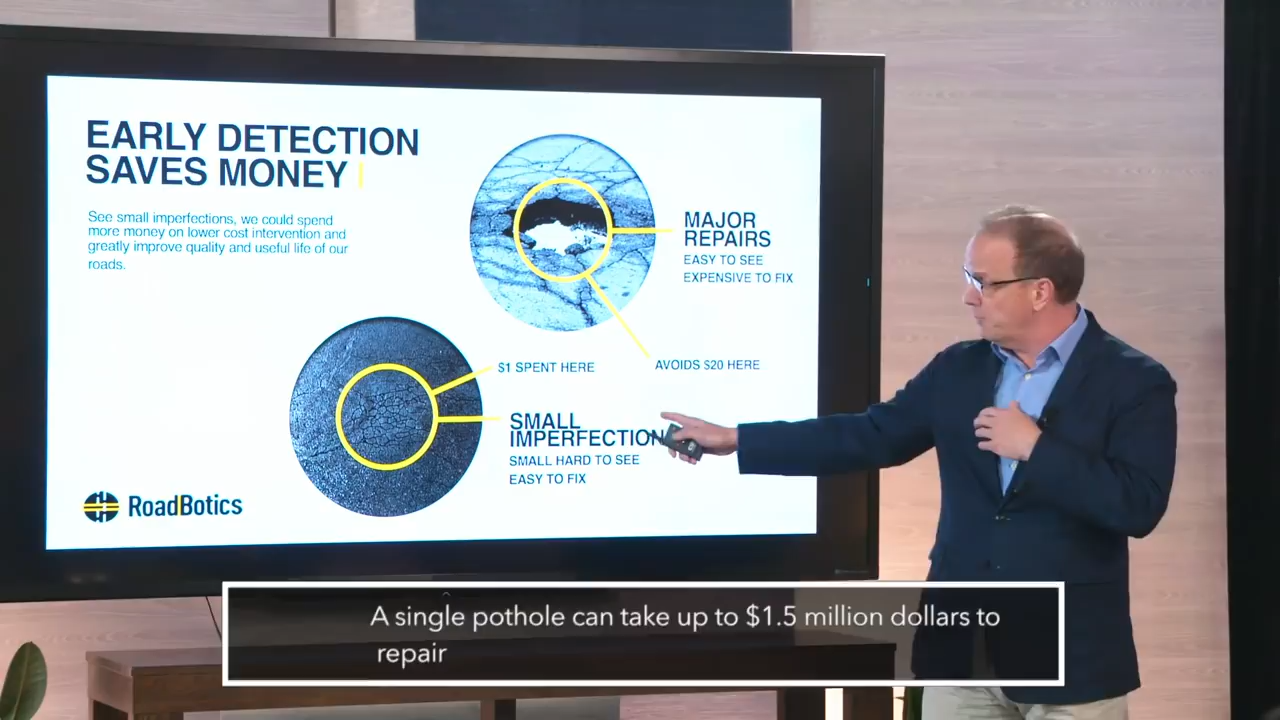 EARLY DETECTION
SAVES MONEY
See small imperfections, we could spend
more money on lower cost intervention and
greatly improve quality and useful life of our
roads.
MAJOR
REPAIRS
EASY TO SEE
EXPENSIVE TO FIX
$1 SPENT HERE
AVOIDS $20 HERE
SMALL
IMPERFECTION
SMALL HARD TO SEE
EASY TO FIX
RoadBotics
A single pothole can take up to $1.5 million dollars to
repair